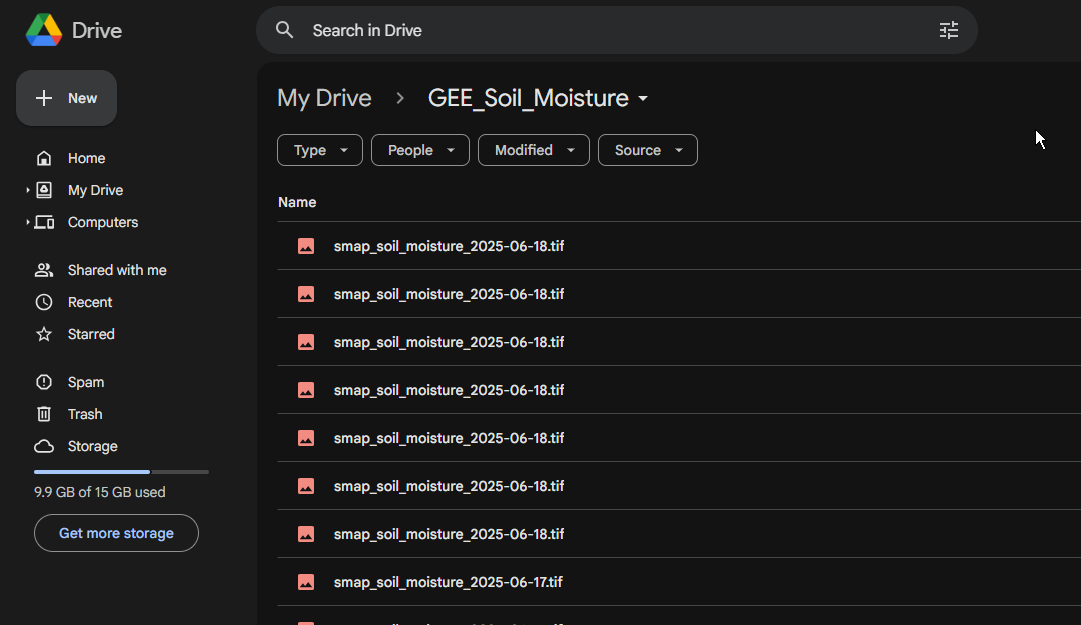 Drive
Search in Drive
New
Home
My Drive
Computers
Shared with me
Recent
Starred
Spam
Trash
Storage
9.9 GB of 15 GB used
Get more storage
My Drive > GEE_Soil_Moisture
Type People Modified Source
Name
smap_soil_moisture_2025-06-18.tif
smap_soil_moisture_2025-06-18.tif
smap_soil_moisture_2025-06-18.tif
smap_soil_moisture_2025-06-18.tif
smap_soil_moisture_2025-06-18.tif
smap_soil_moisture_2025-06-18.tif
smap_soil_moisture_2025-06-18.tif
smap_soil_moisture_2025-06-17.tif